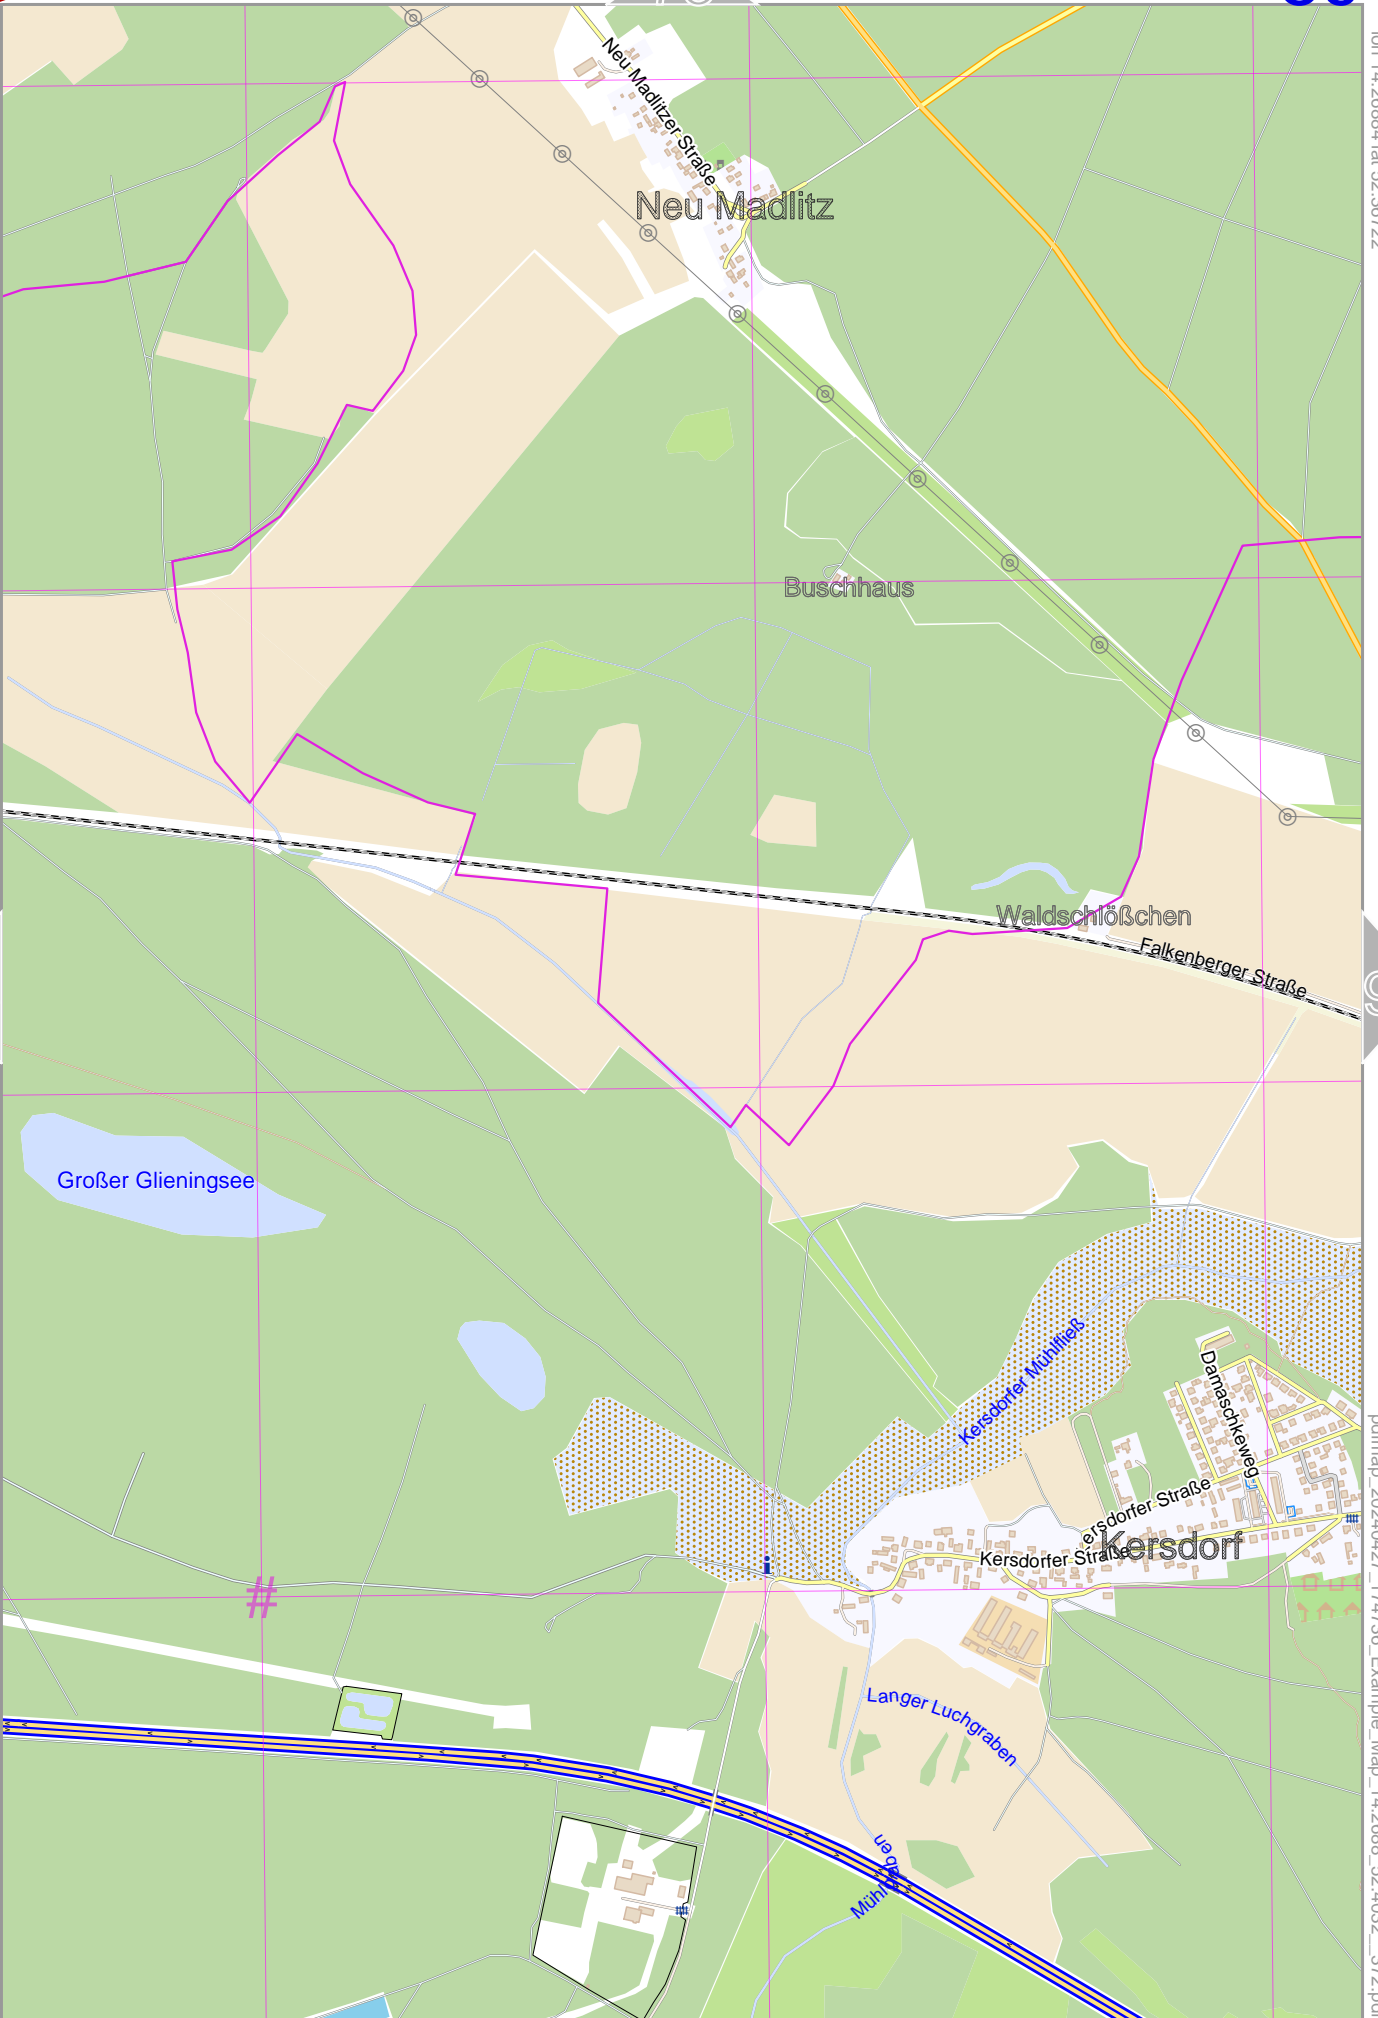 Neu Madlitzer Straße
Neu Madlitz
Buschhaus
Waldschlößchen
Falkenberger Straße
Großer Glieningsee
Kersdorfer Mühlfließ
Damaschkeweg
ersdorfer Straße
Kersdorf
Kersdorfer Straße
#
Langer Luchgraben